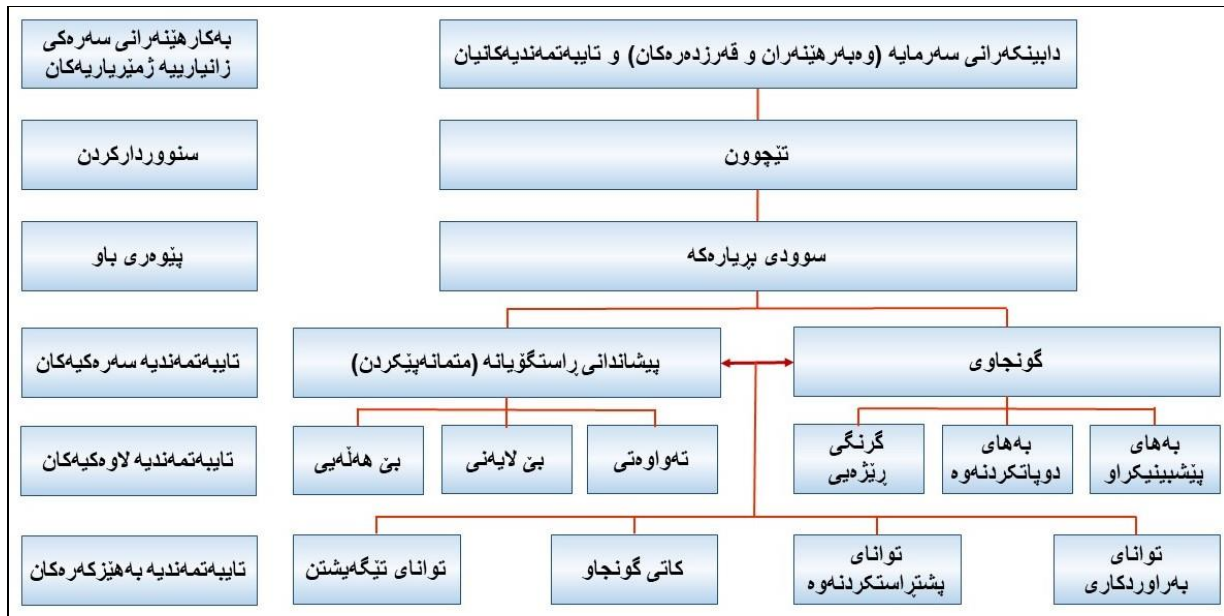 بەکارهێنەرانی سەرەکی
زانیارییە ژمێریاریەکان
دابینکەرانی سەرمایە (وەبەرهێنەران و قەرزدەرەکان) و تایبەتمەندیەکانیان
سنووردارکردن
تێچوون
پێوەری باو
سوودی بڕیارەکە
تایبەتمەندیە سەرەکیەکان
گونجاوی
پیشاندانی ڕاستگۆیانە (متمانەپێکردن)
تایبەتمەندیە لاوەکیەکان
بەهای
پێشبینیکراو
بەهای
دوپاتکردنەوە
گرنگی
ڕێژەیی
تەواوەتی
بێ لایەنی
بێ هەڵەیی
تایبەتمەندیە بەهێزکەرەکان
توانای
بەراوردکاری
توانای
پشتڕاستکردنەوە
کاتی گونجاو
توانای تێگەیشتن